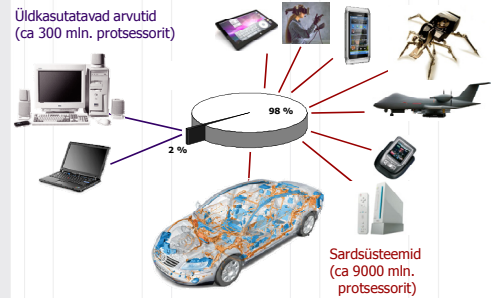 Üldkasutatavad arvutid
(ca 300 mln. protsessorit)
98 %
2 %
Sardsüsteemid
(ca 9000 mln.
protsessorit)